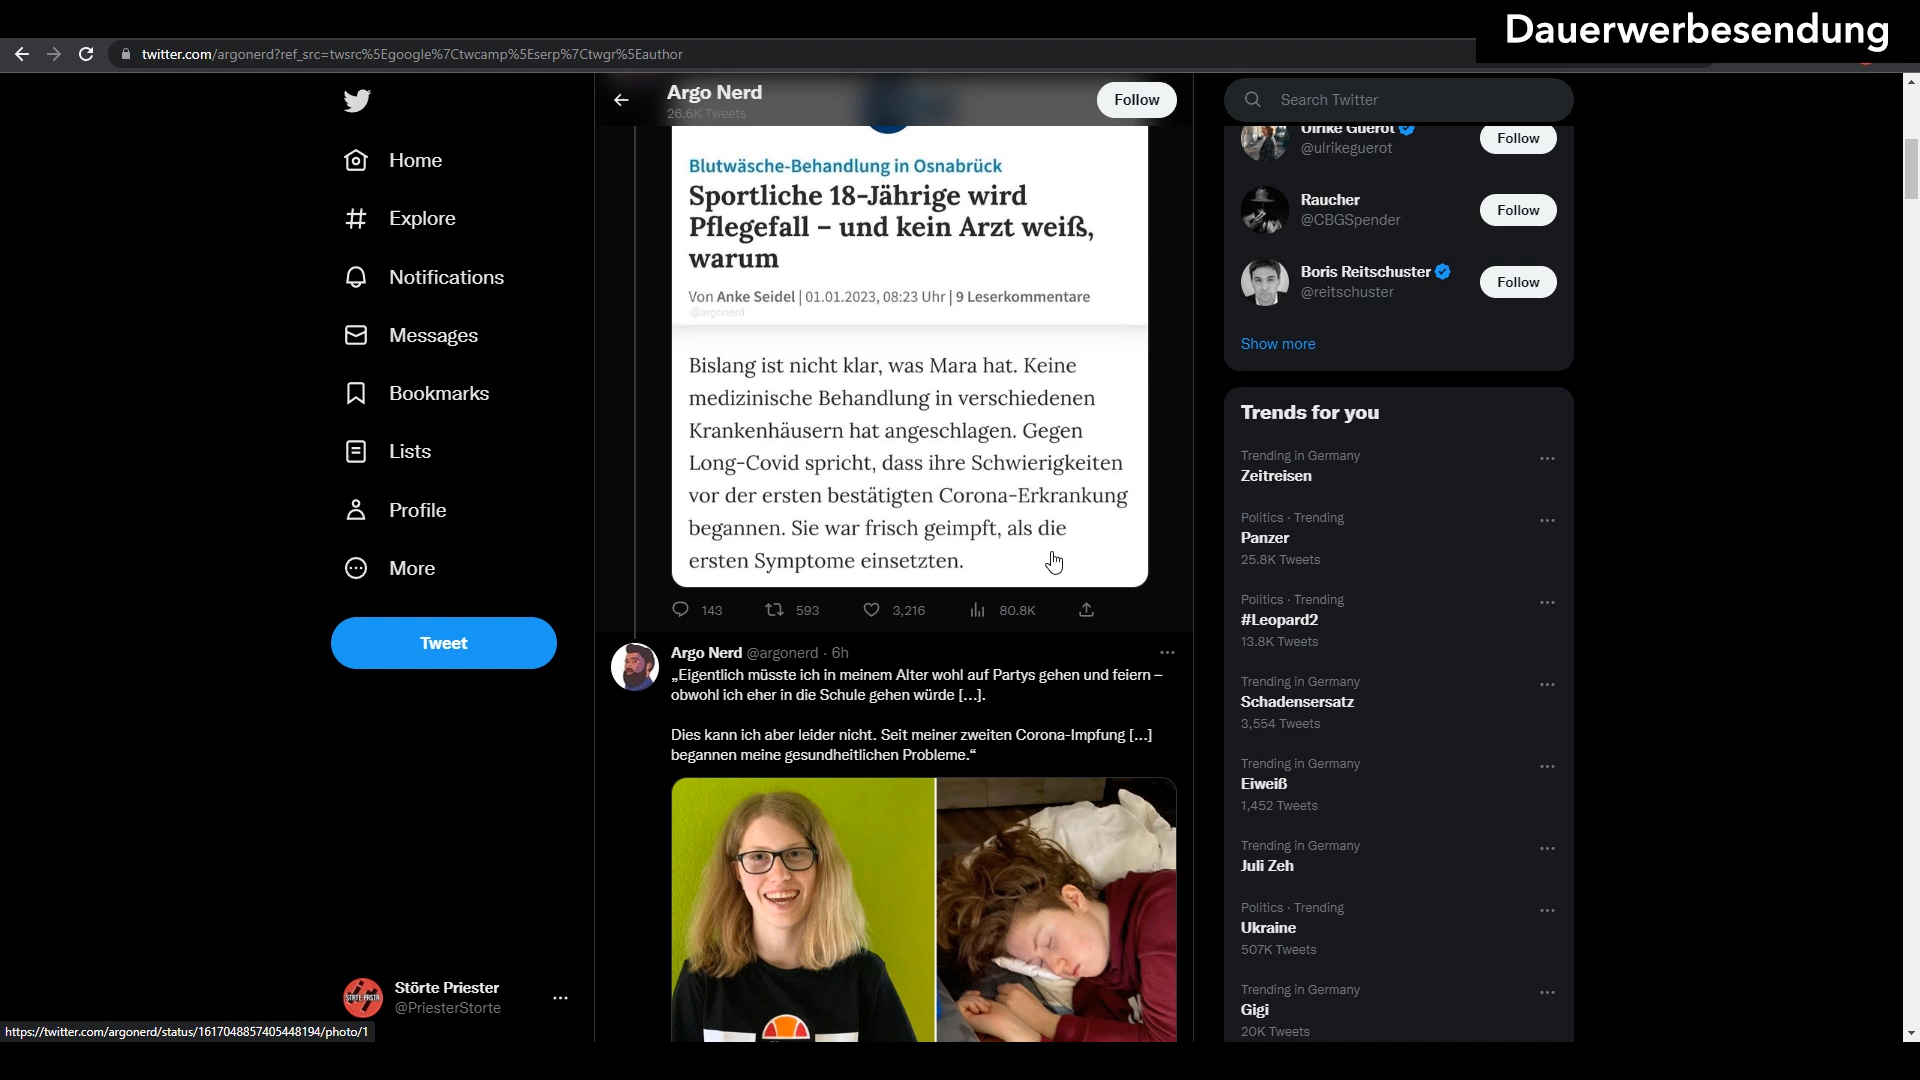 Dauerwerbesendung
twitter.com/argonerd?ref_src=twsrc%5Egoogle%7Ctwcamp%5Eserp%7Ctwgr%5Eauthor
Home
Explore
Notifications
Messages
Bookmarks
Lists
Profile
More
Tweet
Störte Priester
@PriesterStorte
https://twitter.com/argonerd/status/1617048857405448194/photo/1
Argo Nerd
26.6K Tweets
Follow
Blutwäsche-Behandlung in Osnabrück
Sportliche 18-Jährige wird
Pflegefall – und kein Arzt weiß,
warum
Von Anke Seidel | 01.01.2023, 08:23 Uhr | 9 Leserkommentare
@argonerd
Bislang ist nicht klar, was Mara hat. Keine
medizinische Behandlung in verschiedenen
Krankenhäusern hat angeschlagen. Gegen
Long-Covid spricht, dass ihre Schwierigkeiten
vor der ersten bestätigten Corona-Erkrankung
begannen. Sie war frisch geimpft, als die
ersten Symptome einsetzten.
143 593 3,216 80.8K
Argo Nerd @argonerd · 6h
„Eigentlich müsste ich in meinem Alter wohl auf Partys gehen und feiern –
obwohl ich eher in die Schule gehen würde [...].
Dies kann ich aber leider nicht. Seit meiner zweiten Corona-Impfung [...]
begannen meine gesundheitlichen Probleme.“
Search Twitter
Ulrike Guérot
@ulrikeguerot
Follow
Raucher
@CBGSpender
Follow
Boris Reitschuster
@reitschuster
Follow
Show more
Trends for you
Trending in Germany
Zeitreisen
Politics · Trending
Panzer
25.8K Tweets
Politics · Trending
#Leopard2
13.8K Tweets
Trending in Germany
Schadensersatz
3,554 Tweets
Trending in Germany
Eiweiß
1,452 Tweets
Trending in Germany
Juli Zeh
Politics · Trending
Ukraine
507K Tweets
Trending in Germany
Gigi
20K Tweets